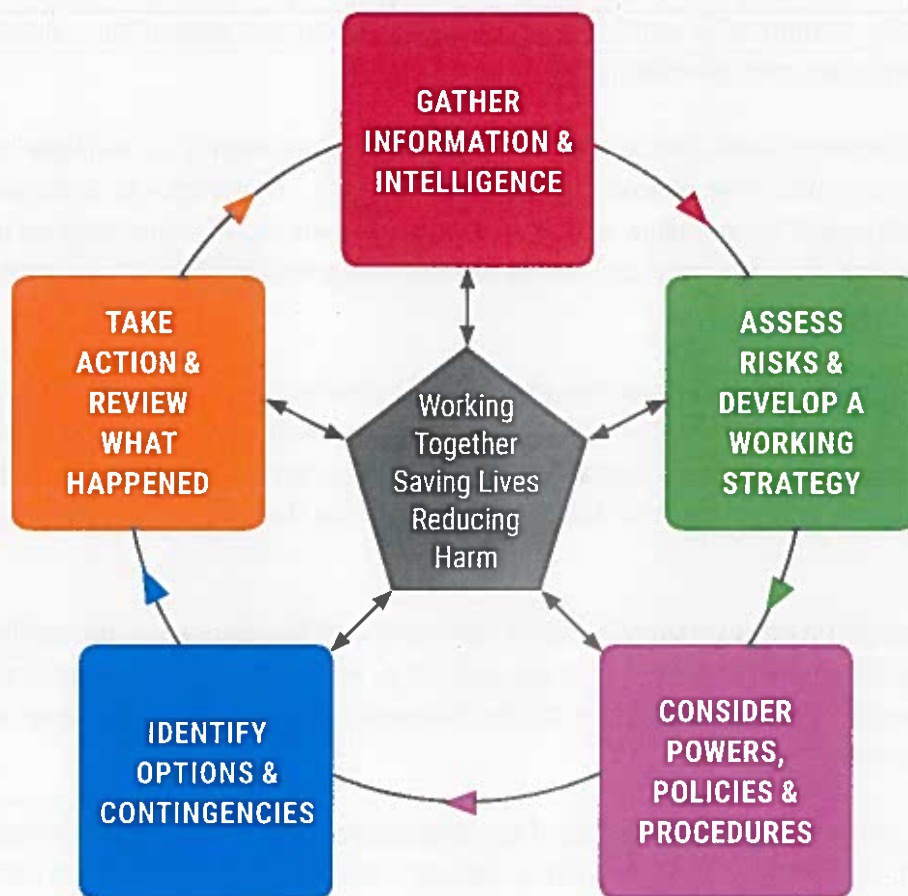 GATHER
INFORMATION &
INTELLIGENCE
ASSESS
RISKS &
DEVELOP A
WORKING
STRATEGY
CONSIDER
POWERS,
POLICIES &
PROCEDURES
IDENTIFY
OPTIONS &
CONTINGENCIES
TAKE
ACTION &
REVIEW
WHAT
HAPPENED
Working
Together
Saving Lives
Reducing
Harm